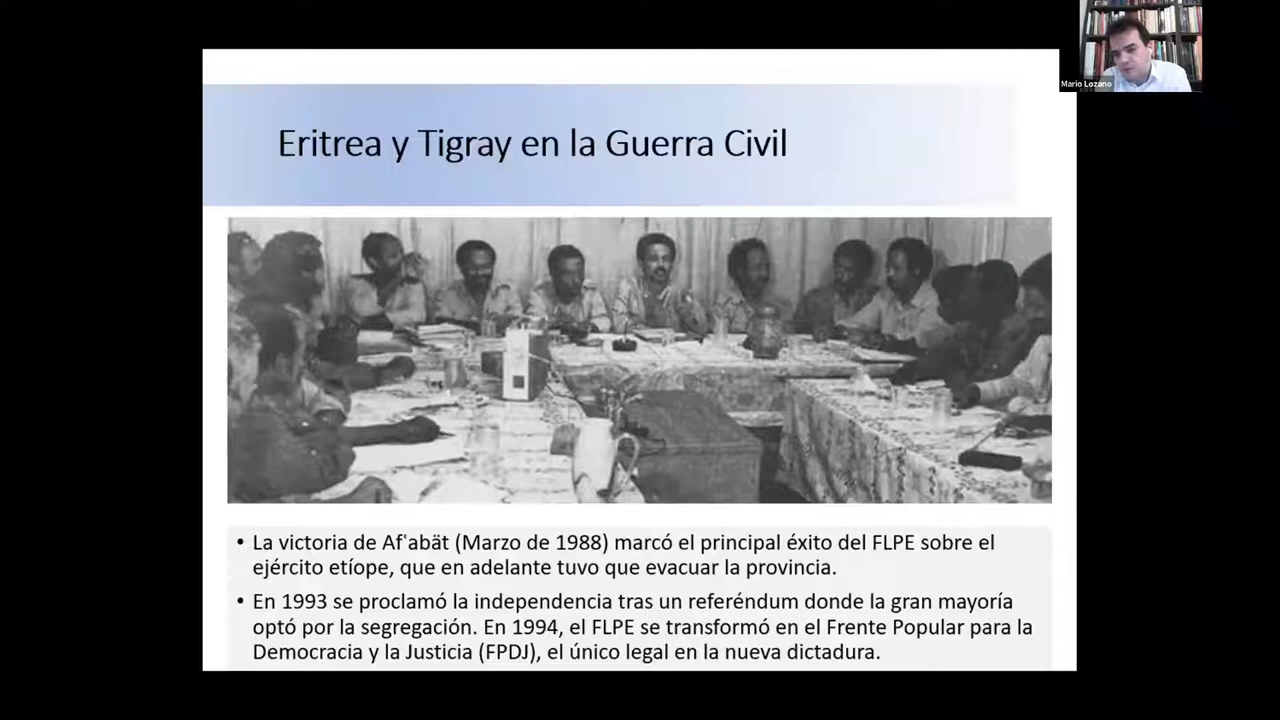 Mario Lozano
Eritrea y Tigray en la Guerra Civil
• La victoria de Afʿabät (Marzo de 1988) marcó el principal éxito del FLPE sobre el
ejército etíope, que en adelante tuvo que evacuar la provincia.
• En 1993 se proclamó la independencia tras un referéndum donde la gran mayoría
optó por la segregación. En 1994, el FLPE se transformó en el Frente Popular para la
Democracia y la Justicia (FPDJ), el único legal en la nueva dictadura.